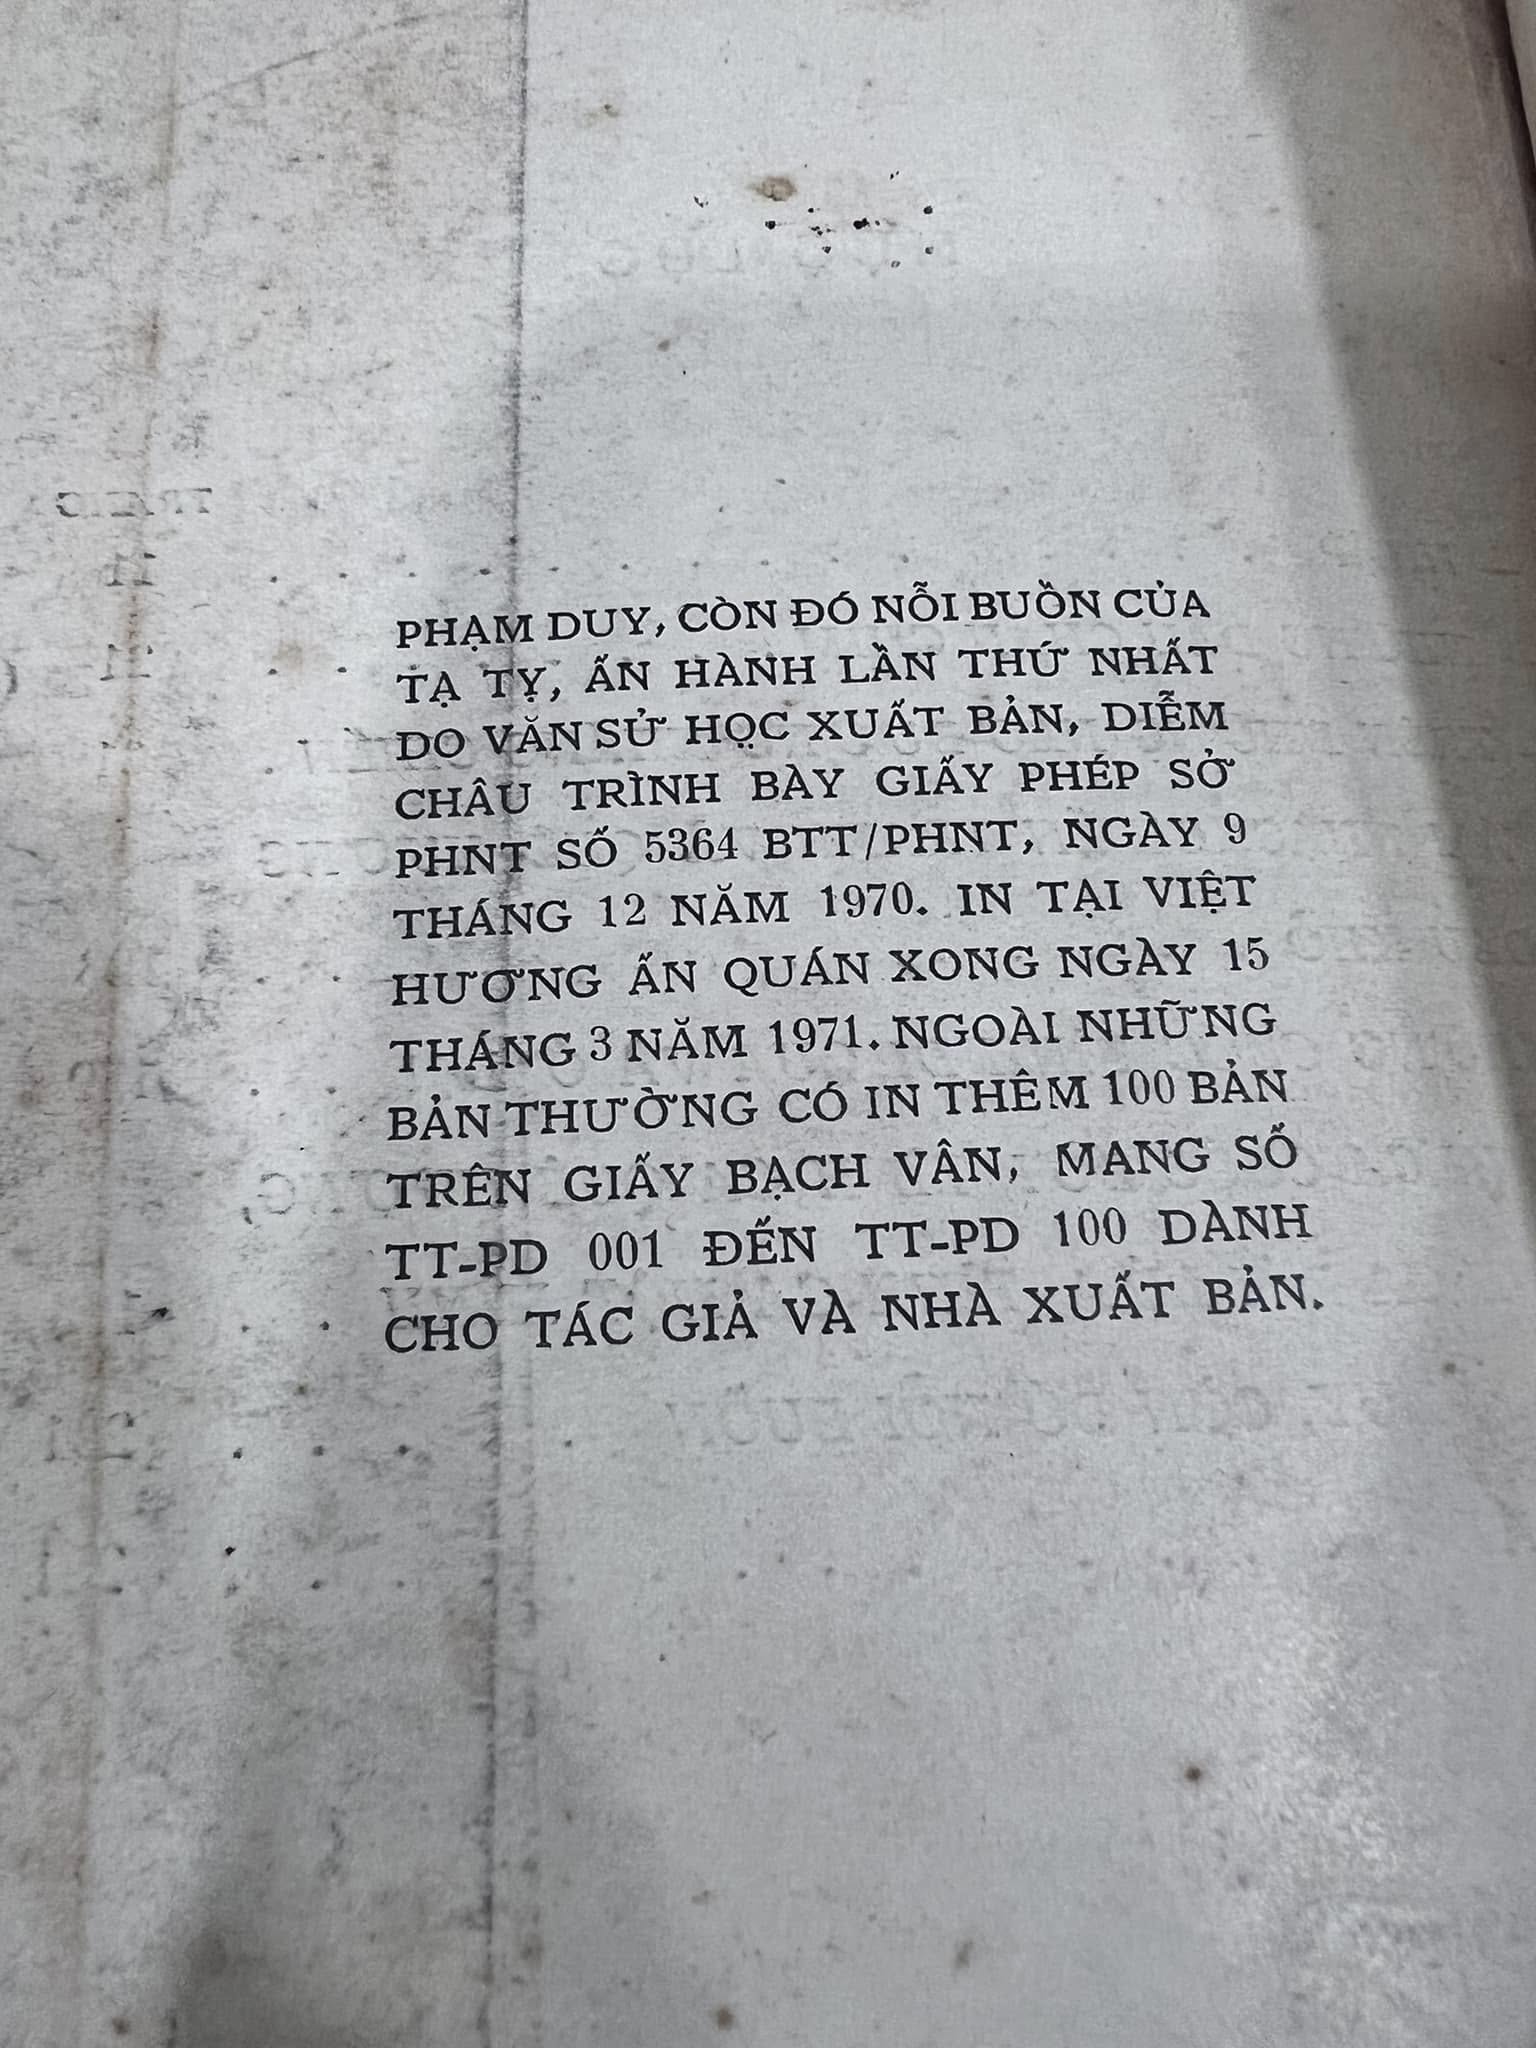 PHẠM DUY, CÒN ĐÓ NỖI BUỒN CỦA
TẠ TỴ, ẤN HÀNH LẦN THỨ NHẤT
DO VĂN SỬ HỌC XUẤT BẢN, DIỄM
CHÂU TRÌNH BÀY GIẤY PHÉP SỞ
PHNT SỐ 5364 BTT/PHNT, NGÀY 9
THÁNG 12 NĂM 1970. IN TẠI VIỆT
HƯƠNG ẤN QUÁN XONG NGÀY 15
THÁNG 3 NĂM 1971. NGOÀI NHỮNG
BẢN THƯỜNG CÓ IN THÊM 100 BẢN
TRÊN GIẤY BẠCH VÂN, MANG SỐ
TT-PD 001 ĐẾN TT-PD 100 DÀNH
CHO TÁC GIẢ VÀ NHÀ XUẤT BẢN.